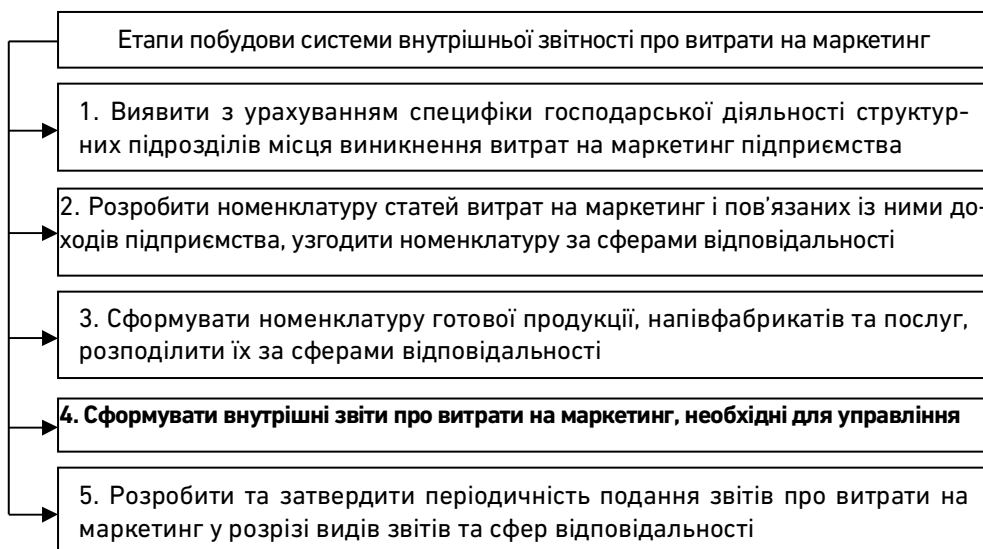 Етапи побудови системи внутрішньої звітності про витрати на маркетинг
1. Виявити з урахуванням специфіки господарської діяльності структур-
них підрозділів місця виникнення витрат на маркетинг підприємства
2. Розробити номенклатуру статей витрат на маркетинг і пов’язаних із ними до-
ходів підприємства, узгодити номенклатуру за сферами відповідальності
3. Сформувати номенклатуру готової продукції, напівфабрикатів та послуг,
розподілити їх за сферами відповідальності
4. Сформувати внутрішні звіти про витрати на маркетинг, необхідні для управління
5. Розробити та затвердити періодичність подання звітів про витрати на
маркетинг у розрізі видів звітів та сфер відповідальності